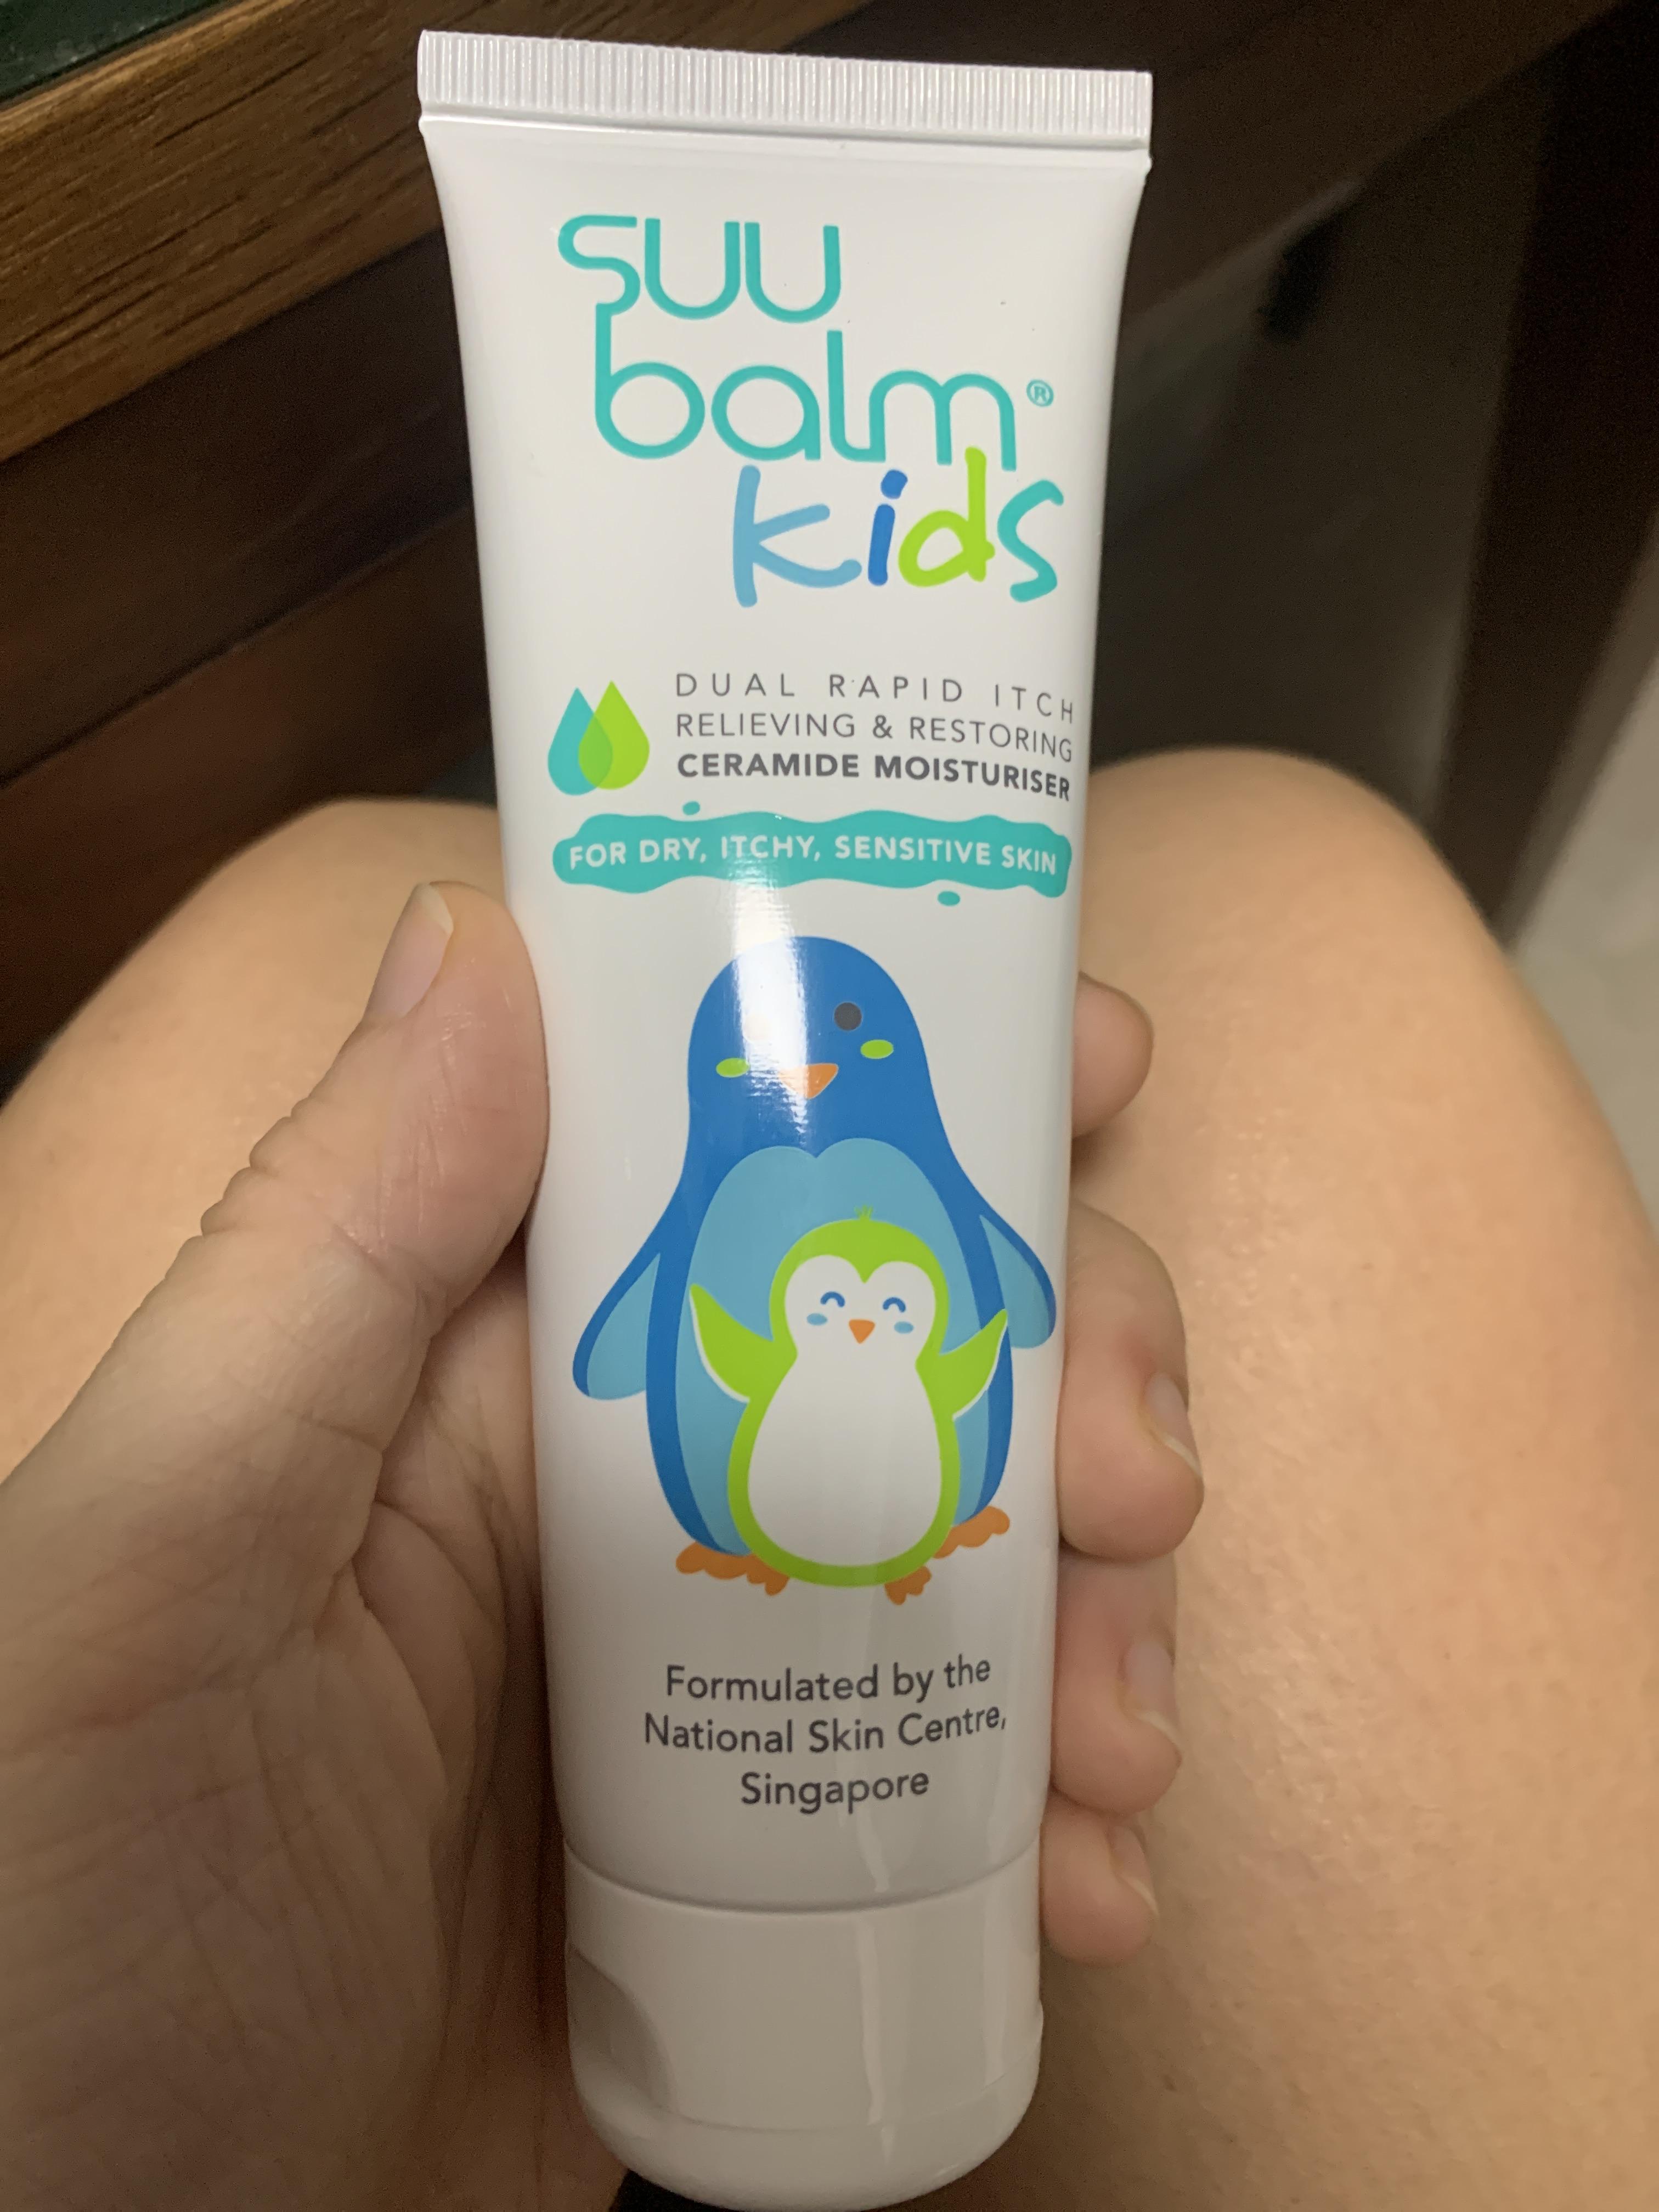 suu
balm®
kids
DUAL RAPID ITCH
RELIEVING & RESTORING
CERAMIDE MOISTURISER
FOR DRY, ITCHY, SENSITIVE SKIN
Formulated by the
National Skin Centre,
Singapore